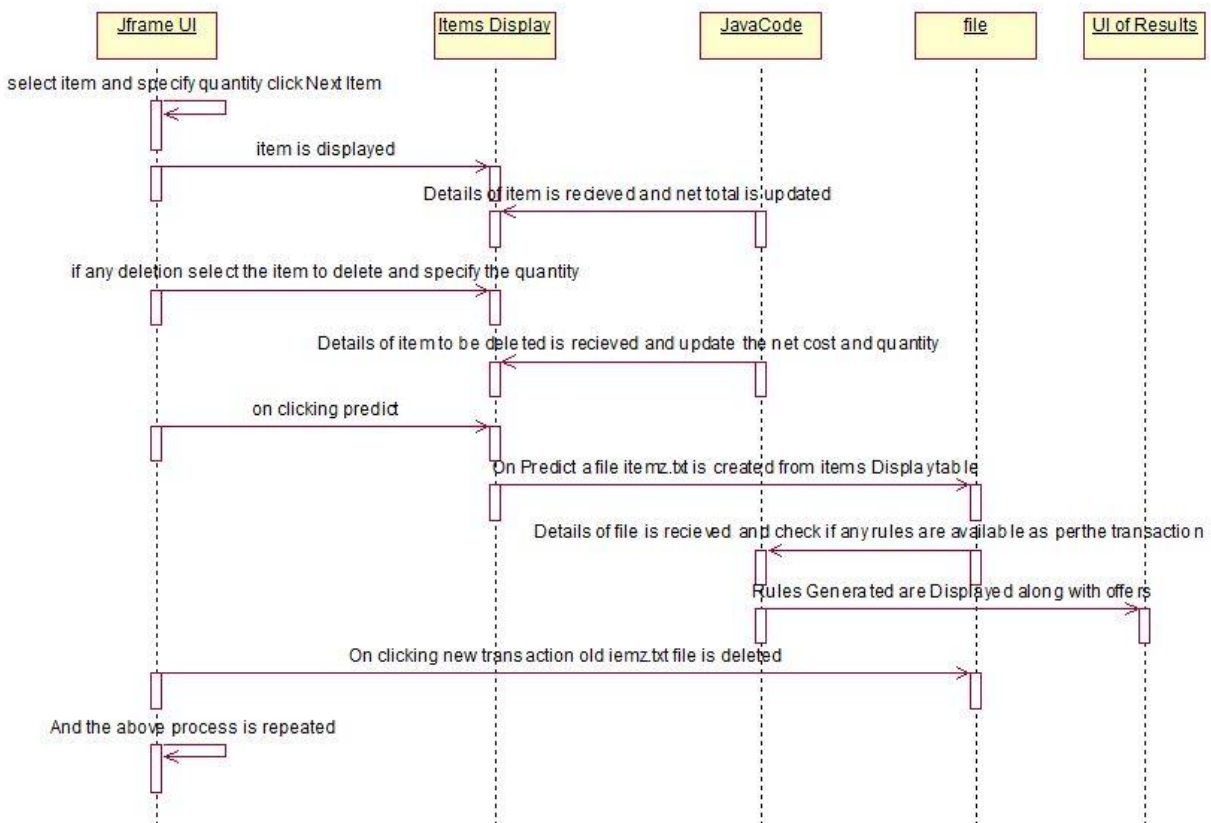 Jframe UI
Items Display
JavaCode
file
UI of Results
select item and specify quantity click Next Item
item is displayed
Details of item is recieved and net total is updated
if any deletion select the item to delete and specify the quantity
Details of item to be deleted is recieved and update the net cost and quantity
on clicking predict
On Predict a file itemz.txt is created from items Display table
Details of file is recieved and check if any rules are available as per the transaction
Rules Generated are Displayed along with offers
On clicking new transaction old iemz.txt file is deleted
And the above process is repeated